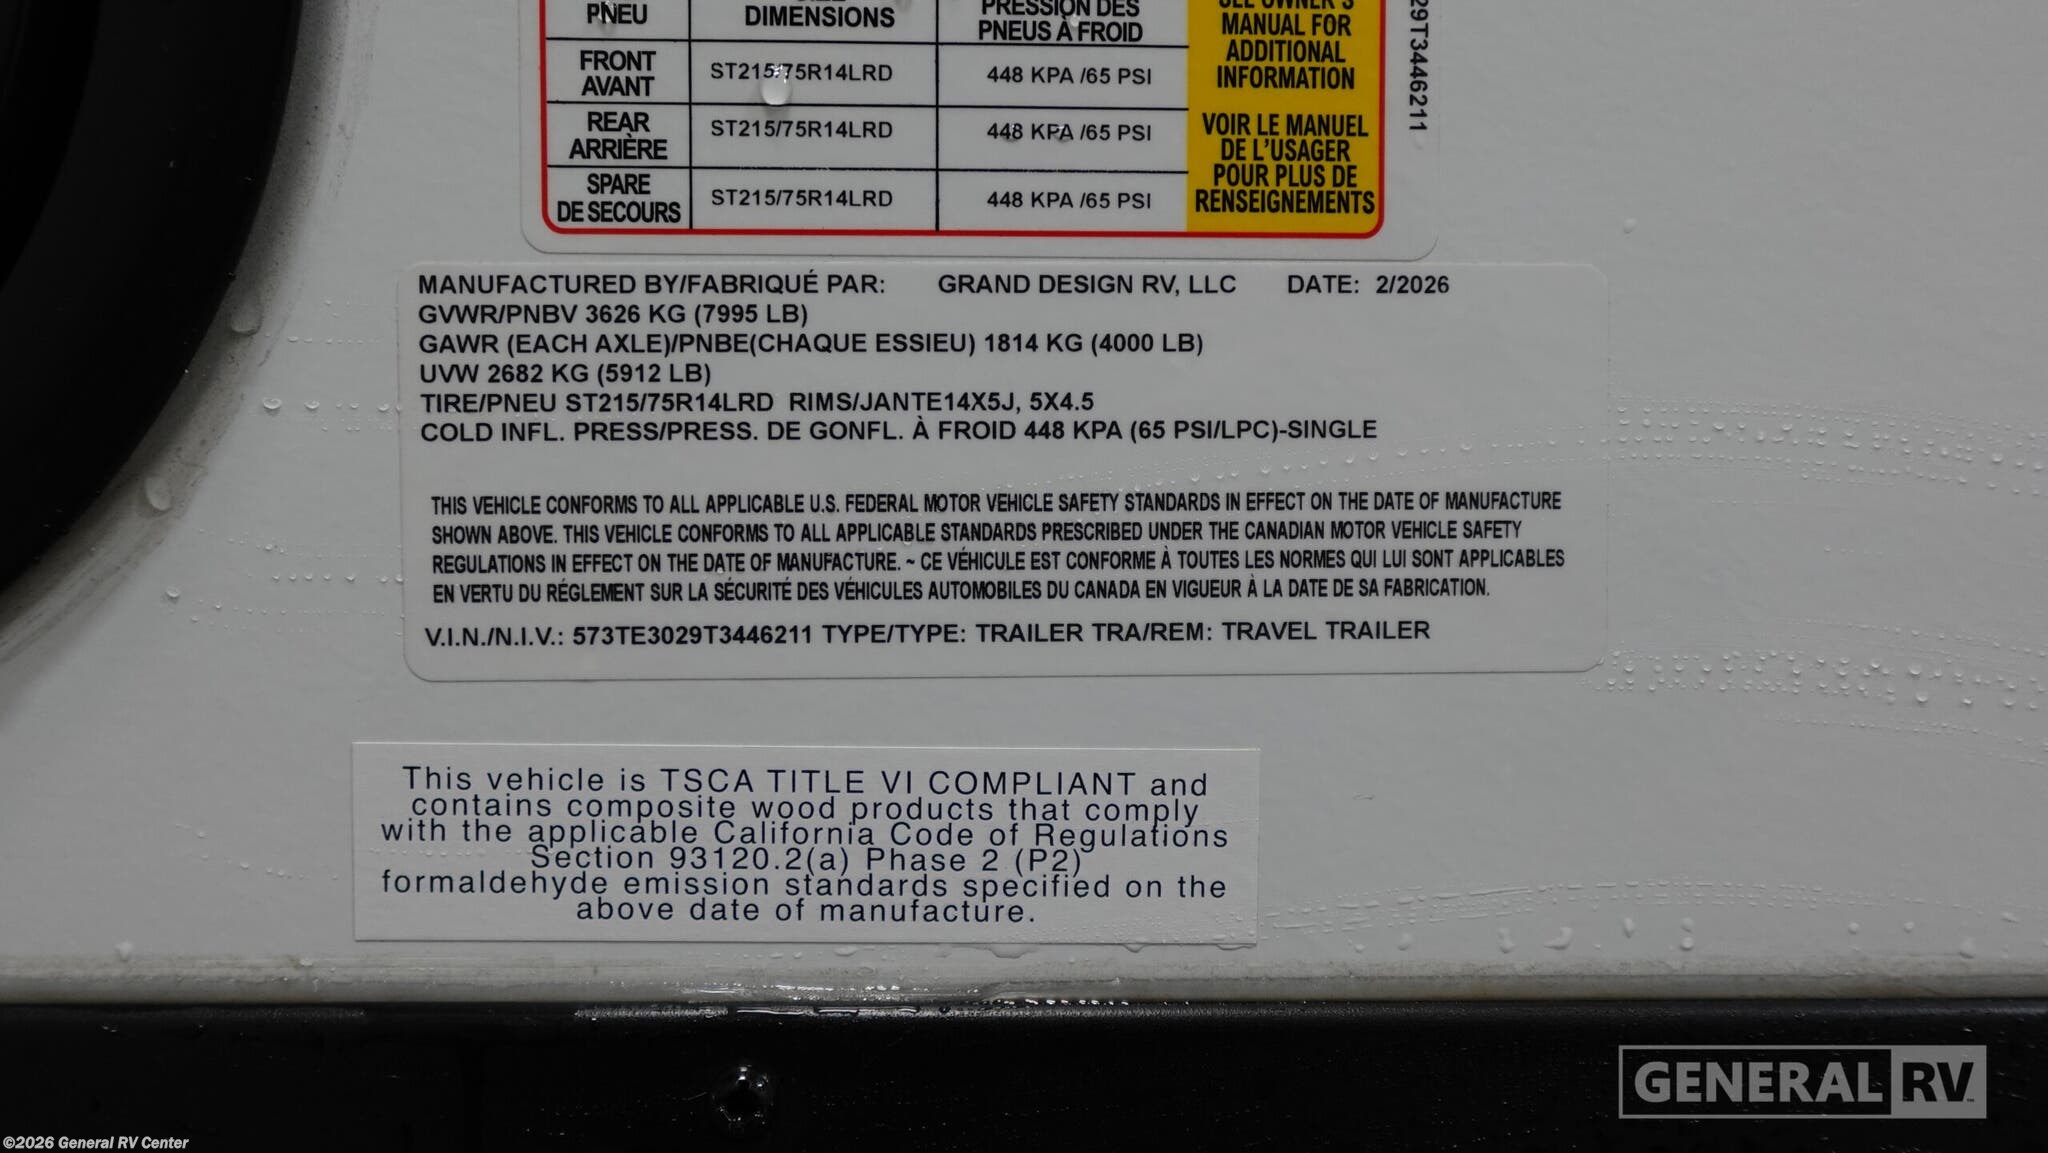 PNEU
DIMENSIONS
PRESSION DES
PNEUS À FROID
SEE OWNER'S
MANUAL FOR
ADDITIONAL
INFORMATION
FRONT
AVANT
ST215/75R14LRD
448 KPA /65 PSI
REAR
ARRIÈRE
ST215/75R14LRD
448 KPA /65 PSI
SPARE
DE SECOURS
ST215/75R14LRD
448 KPA /65 PSI
VOIR LE MANUEL
DE L'USAGER
POUR PLUS DE
RENSEIGNEMENTS
29T3446211
MANUFACTURED BY/FABRIQUÉ PAR: GRAND DESIGN RV, LLC DATE: 2/2026
GVWR/PNBV 3626 KG (7995 LB)
GAWR (EACH AXLE)/PNBE(CHAQUE ESSIEU) 1814 KG (4000 LB)
UVW 2682 KG (5912 LB)
TIRE/PNEU ST215/75R14LRD RIMS/JANTE14X5J, 5X4.5
COLD INFL. PRESS/PRESS. DE GONFL. À FROID 448 KPA (65 PSI/LPC)-SINGLE
THIS VEHICLE CONFORMS TO ALL APPLICABLE U.S. FEDERAL MOTOR VEHICLE SAFETY STANDARDS IN EFFECT ON THE DATE OF MANUFACTURE
SHOWN ABOVE. THIS VEHICLE CONFORMS TO ALL APPLICABLE STANDARDS PRESCRIBED UNDER THE CANADIAN MOTOR VEHICLE SAFETY
REGULATIONS IN EFFECT ON THE DATE OF MANUFACTURE. ~ CE VÉHICULE EST CONFORME À TOUTES LES NORMES QUI LUI SONT APPLICABLES
EN VERTU DU RÉGLEMENT SUR LA SÉCURITÉ DES VÉHICULES AUTOMOBILES DU CANADA EN VIGUEUR À LA DATE DE SA FABRICATION.
V.I.N./N.I.V.: 573TE3029T3446211 TYPE/TYPE: TRAILER TRA/REM: TRAVEL TRAILER
This vehicle is TSCA TITLE VI COMPLIANT and
contains composite wood products that comply
with the applicable California Code of Regulations
Section 93120.2(a) Phase 2 (P2)
formaldehyde emission standards specified on the
above date of manufacture.
GENERAL RV
©2026 General RV Center